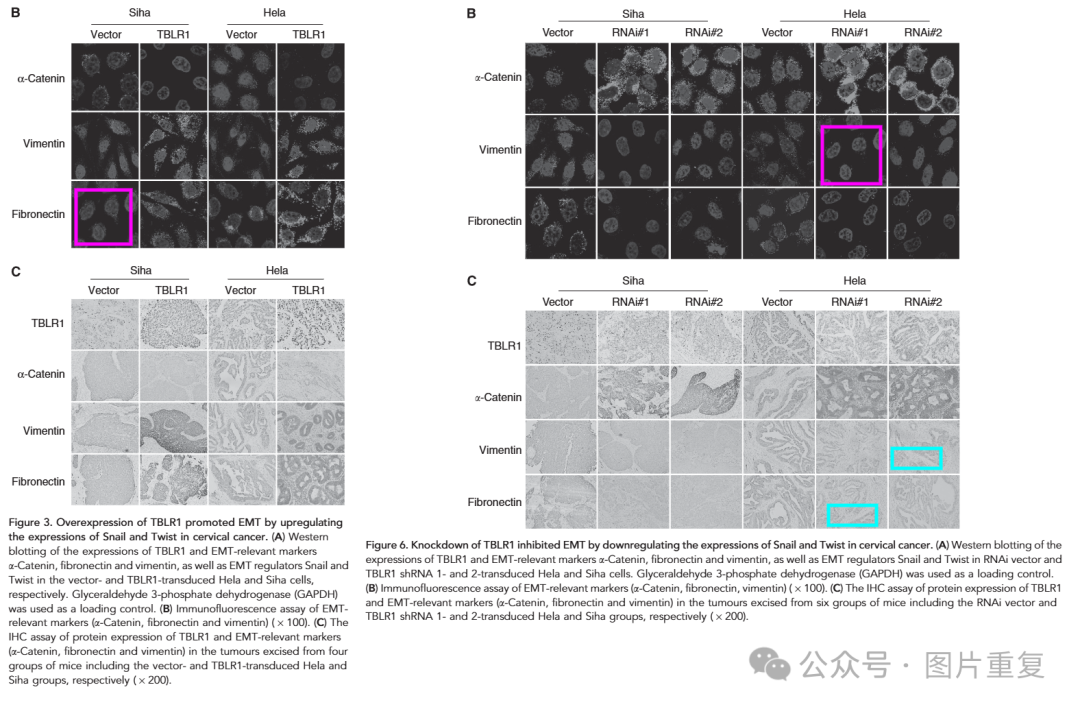 B
Siha Hela
Vector TBLR1 Vector TBLR1
α-Catenin
Vimentin
Fibronectin
C
Siha Hela
Vector TBLR1 Vector TBLR1
TBLR1
α-Catenin
Vimentin
Fibronectin
Figure 3. Overexpression of TBLR1 promoted EMT by upregulating
the expressions of Snail and Twist in cervical cancer. (A) Western
blotting of the expressions of TBLR1 and EMT-relevant markers
α-Catenin, fibronectin and vimentin, as well as EMT regulators Snail and
Twist in the vector- and TBLR1-transduced Hela and Siha cells,
respectively. Glyceraldehyde 3-phosphate dehydrogenase (GAPDH)
was used as a loading control. (B) Immunofluorescence assay of EMT-
relevant markers (α-Catenin, fibronectin and vimentin) (× 100). (C) The
IHC assay of protein expression of TBLR1 and EMT-relevant markers
(α-Catenin, fibronectin and vimentin) in the tumours excised from four
groups of mice including the vector- and TBLR1-transduced Hela and
Siha groups, respectively (× 200).
B
Siha Hela
Vector RNAi#1 RNAi#2 Vector RNAi#1 RNAi#2
α-Catenin
Vimentin
Fibronectin
C
Siha Hela
Vector RNAi#1 RNAi#2 Vector RNAi#1 RNAi#2
TBLR1
α-Catenin
Vimentin
Fibronectin
Figure 6. Knockdown of TBLR1 inhibited EMT by downregulating the expressions of Snail and Twist in cervical cancer. (A) Western blotting of the
expressions of TBLR1 and EMT-relevant markers α-Catenin, fibronectin and vimentin, as well as EMT regulators Snail and Twist in RNAi vector and
TBLR1 shRNA 1- and 2-transduced Hela and Siha cells. Glyceraldehyde 3-phosphate dehydrogenase (GAPDH) was used as a loading control.
(B) Immunofluorescence assay of EMT-relevant markers (α-Catenin, fibronectin, vimentin) (× 100). (C) The IHC assay of protein expression of TBLR1
and EMT-relevant markers (α-Catenin, fibronectin and vimentin) in the tumours excised from six groups of mice including the RNAi vector and
TBLR1 shRNA 1- and 2-transduced Hela and Siha groups, respectively (× 200).
公众号 · 图片重复